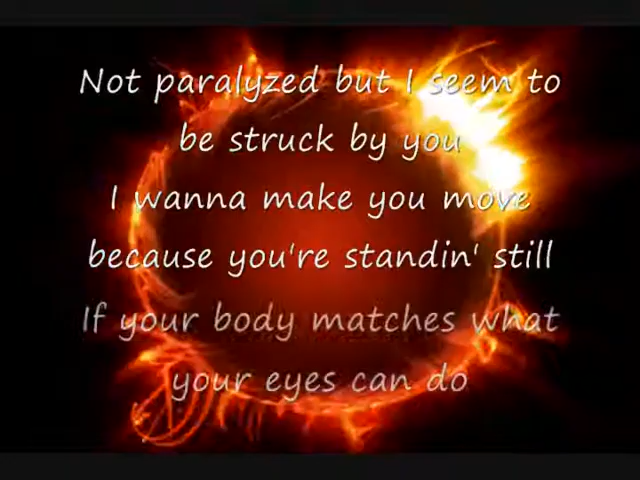 Not paralyzed but I seem to
be struck by you
I wanna make you move
because you're standin' still
If your body matches what
your eyes can do